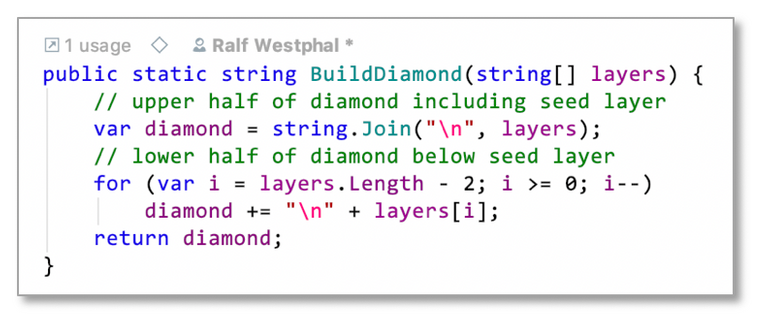 1 usage Ralf Westphal *
public static string BuildDiamond(string[] layers) {
    // upper half of diamond including seed layer
    var diamond = string.Join("\n", layers);
    // lower half of diamond below seed layer
    for (var i = layers.Length - 2; i >= 0; i--)
        diamond += "\n" + layers[i];
    return diamond;
}